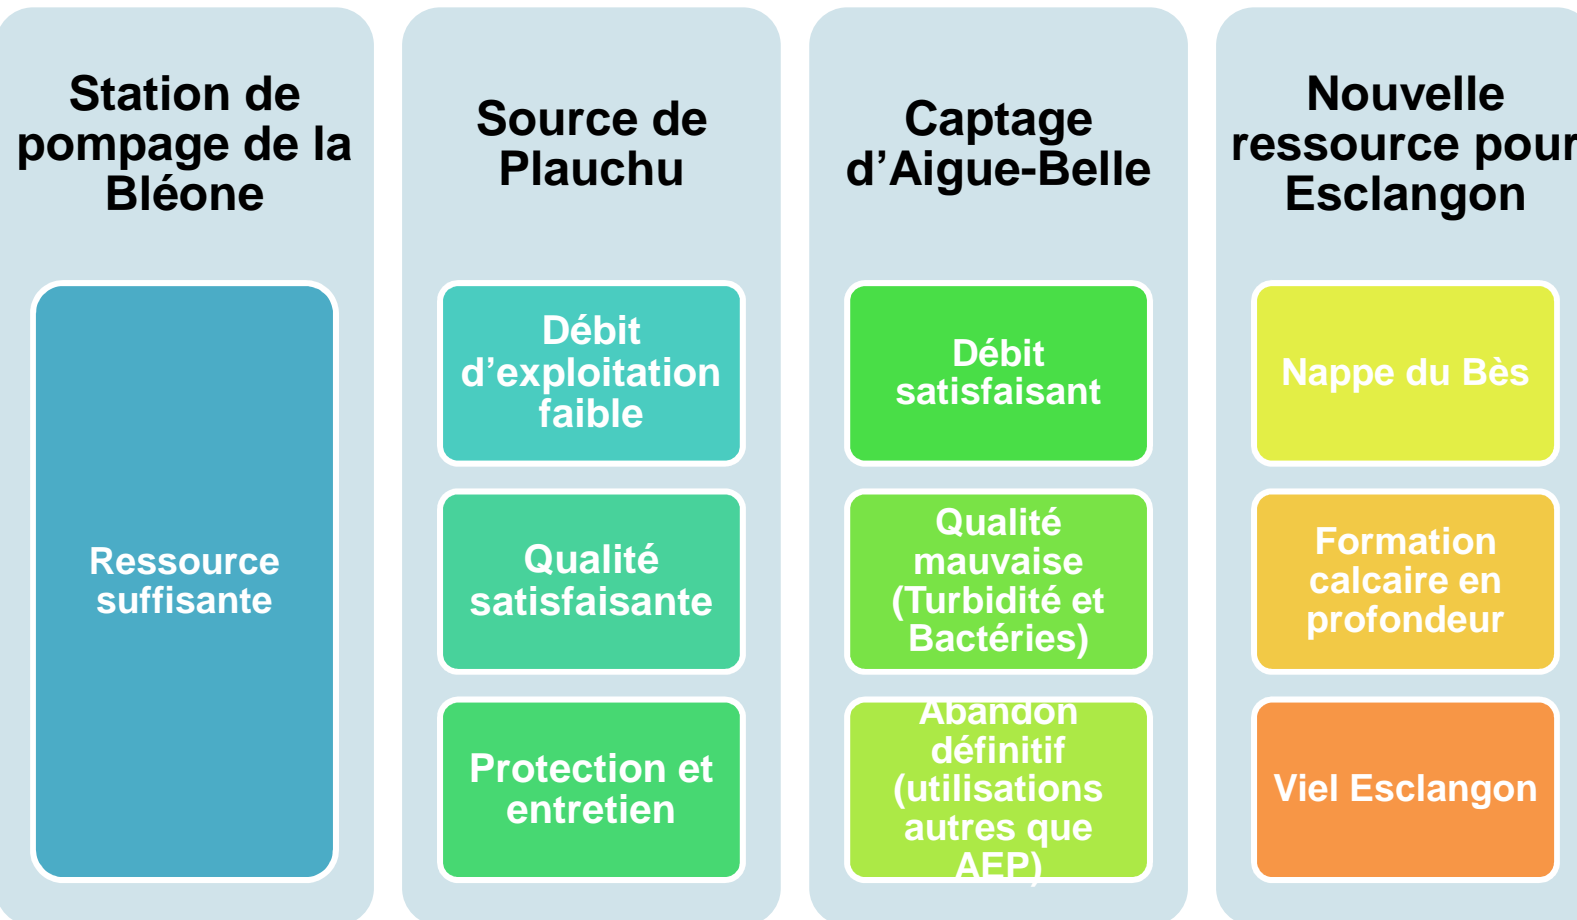 Station de
pompage de la
Bléone
Ressource
suffisante
Source de
Plauchu
Débit
d’exploitation
faible
Qualité
satisfaisante
Protection et
entretien
Captage
d’Aigue-Belle
Débit
satisfaisant
Qualité
mauvaise
(Turbidité et
Bactéries)
Abandon
définitif
(utilisations
autres que
AEP)
Nouvelle
ressource pour
Esclangon
Nappe du Bès
Formation
calcaire en
profondeur
Viel Esclangon